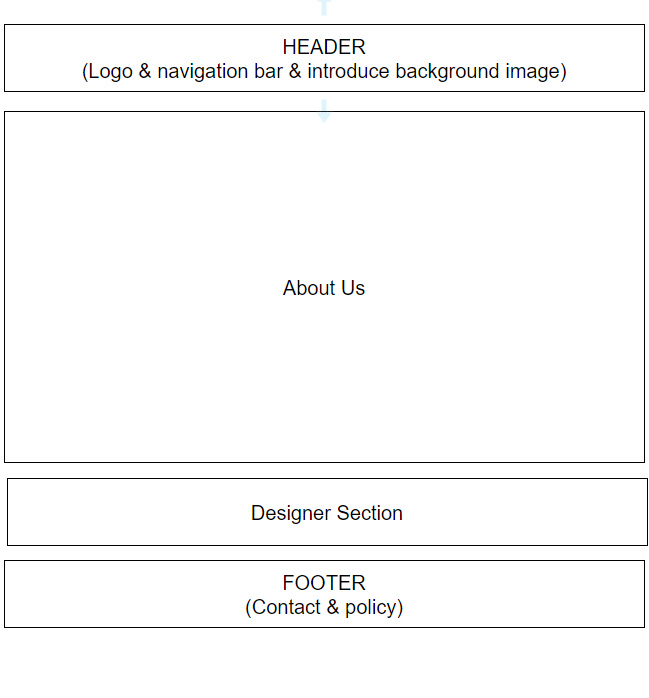 HEADER
(Logo & navigation bar & introduce background image)
About Us
Designer Section
FOOTER
(Contact & policy)